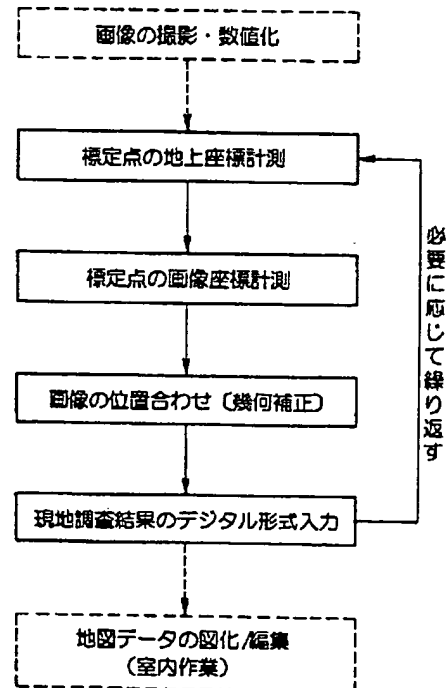 画像の撮影・数値化
標定点の地上座標計測
標定点の画像座標計測
画像の位置合わせ〔幾何補正〕
現地調査結果のデジタル形式入力
必要に応じて繰り返す
地図データの図化/編集
(室内作業)